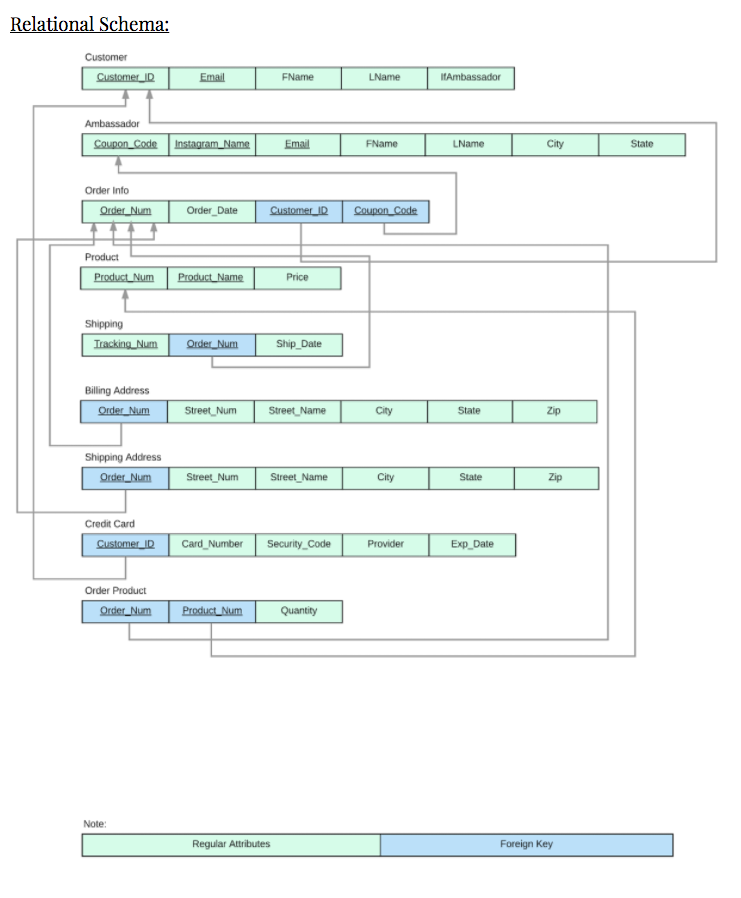 Relational Schema:
Customer
Customer_ID Email FName LName IfAmbassador
Ambassador
Coupon_Code Instagram_Name Email FName LName City State
Order Info
Order_Num Order_Date Customer_ID Coupon_Code
Product
Product_Num Product_Name Price
Shipping
Tracking_Num Order_Num Ship_Date
Billing Address
Order_Num Street_Num Street_Name City State Zip
Shipping Address
Order_Num Street_Num Street_Name City State Zip
Credit Card
Customer_ID Card_Number Security_Code Provider Exp_Date
Order Product
Order_Num Product_Num Quantity
Note:
Regular Attributes Foreign Key